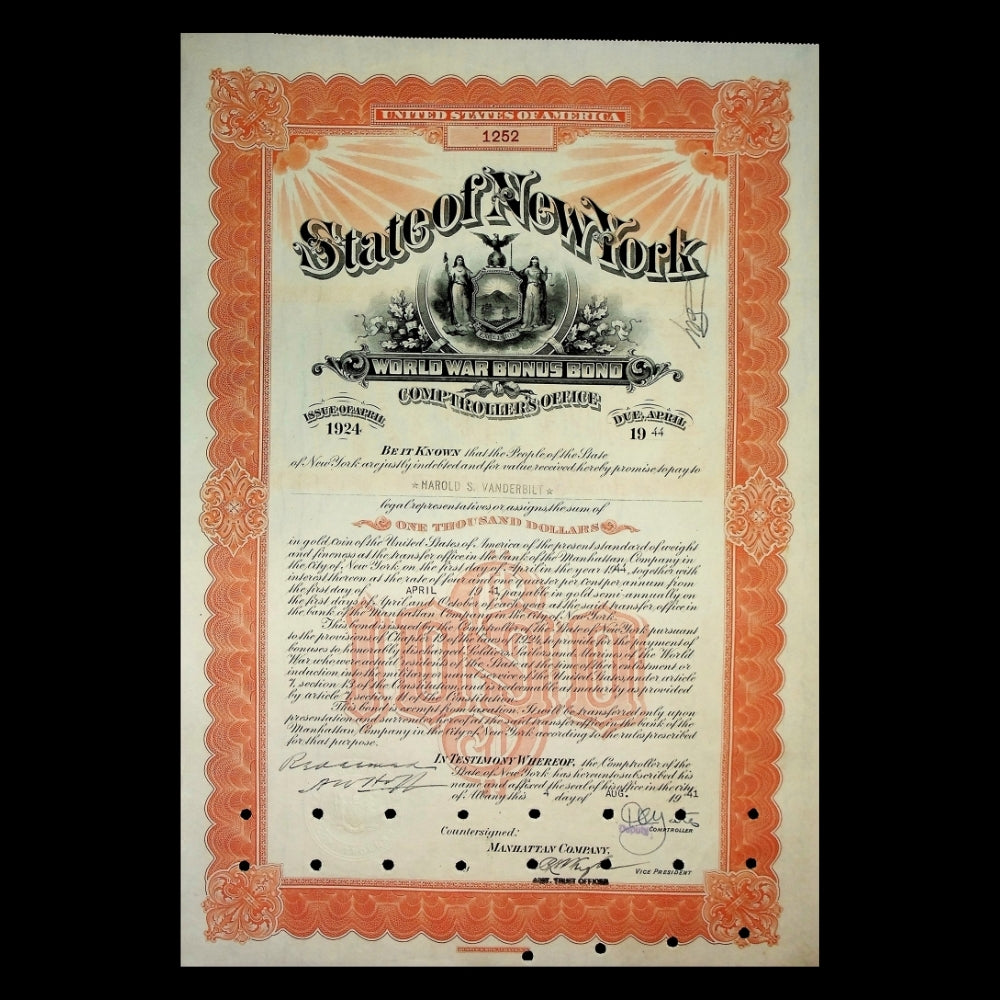 UNITED STATES OF AMERICA
1252
State of New York
WORLD WAR BONUS BOND
COMPTROLLER'S OFFICE
ISSUE OF APRIL
1924
DUE, APRIL
19 44
BE IT KNOWN that the People of the State
of New York are justly indebted and for value received hereby promise to pay to
★ HAROLD S. VANDERBILT ★
legal representatives or assigns, the sum of
ONE THOUSAND DOLLARS
in gold coin of the United States of America of the present standard of weight
and fineness at the transfer office in the bank of the Manhattan Company in
the City of New York on the first day of April in the year 1944, together with
interest thereon at the rate of four and one quarter per cent per annum from
the first day of APRIL 19 41, payable in gold semi-annually on
the first days of April and October of each year at the said transfer office in
the bank of the Manhattan Company in the City of New York.
This bond is issued by the Comptroller of the State of New York pursuant
to the provisions of Chapter 19 of the laws of 1924, to provide for the payment of
bonuses to honorably discharged Soldiers, Sailors and Marines of the World
War who were actual residents of the State at the time of their enlistment or
induction into the military or naval service of the United States, under article
7, section 13 of the Constitution, and is redeemable at maturity as provided
by article 7, section 11 of the Constitution.
This bond is exempt from taxation. It will be transferred only upon
presentation and surrender hereof at the said transfer office in the bank of the
Manhattan Company in the City of New York according to the rules prescribed
for that purpose.
IN TESTIMONY WHEREOF, the Comptroller of the
State of New York has hereunto subscribed his
name and affixed the seal of his office in the city
of Albany this day of AUG. 19 41
Deputy COMPTROLLER
Countersigned:
MANHATTAN COMPANY,
VICE PRESIDENT
ASST. TRUST OFFICER